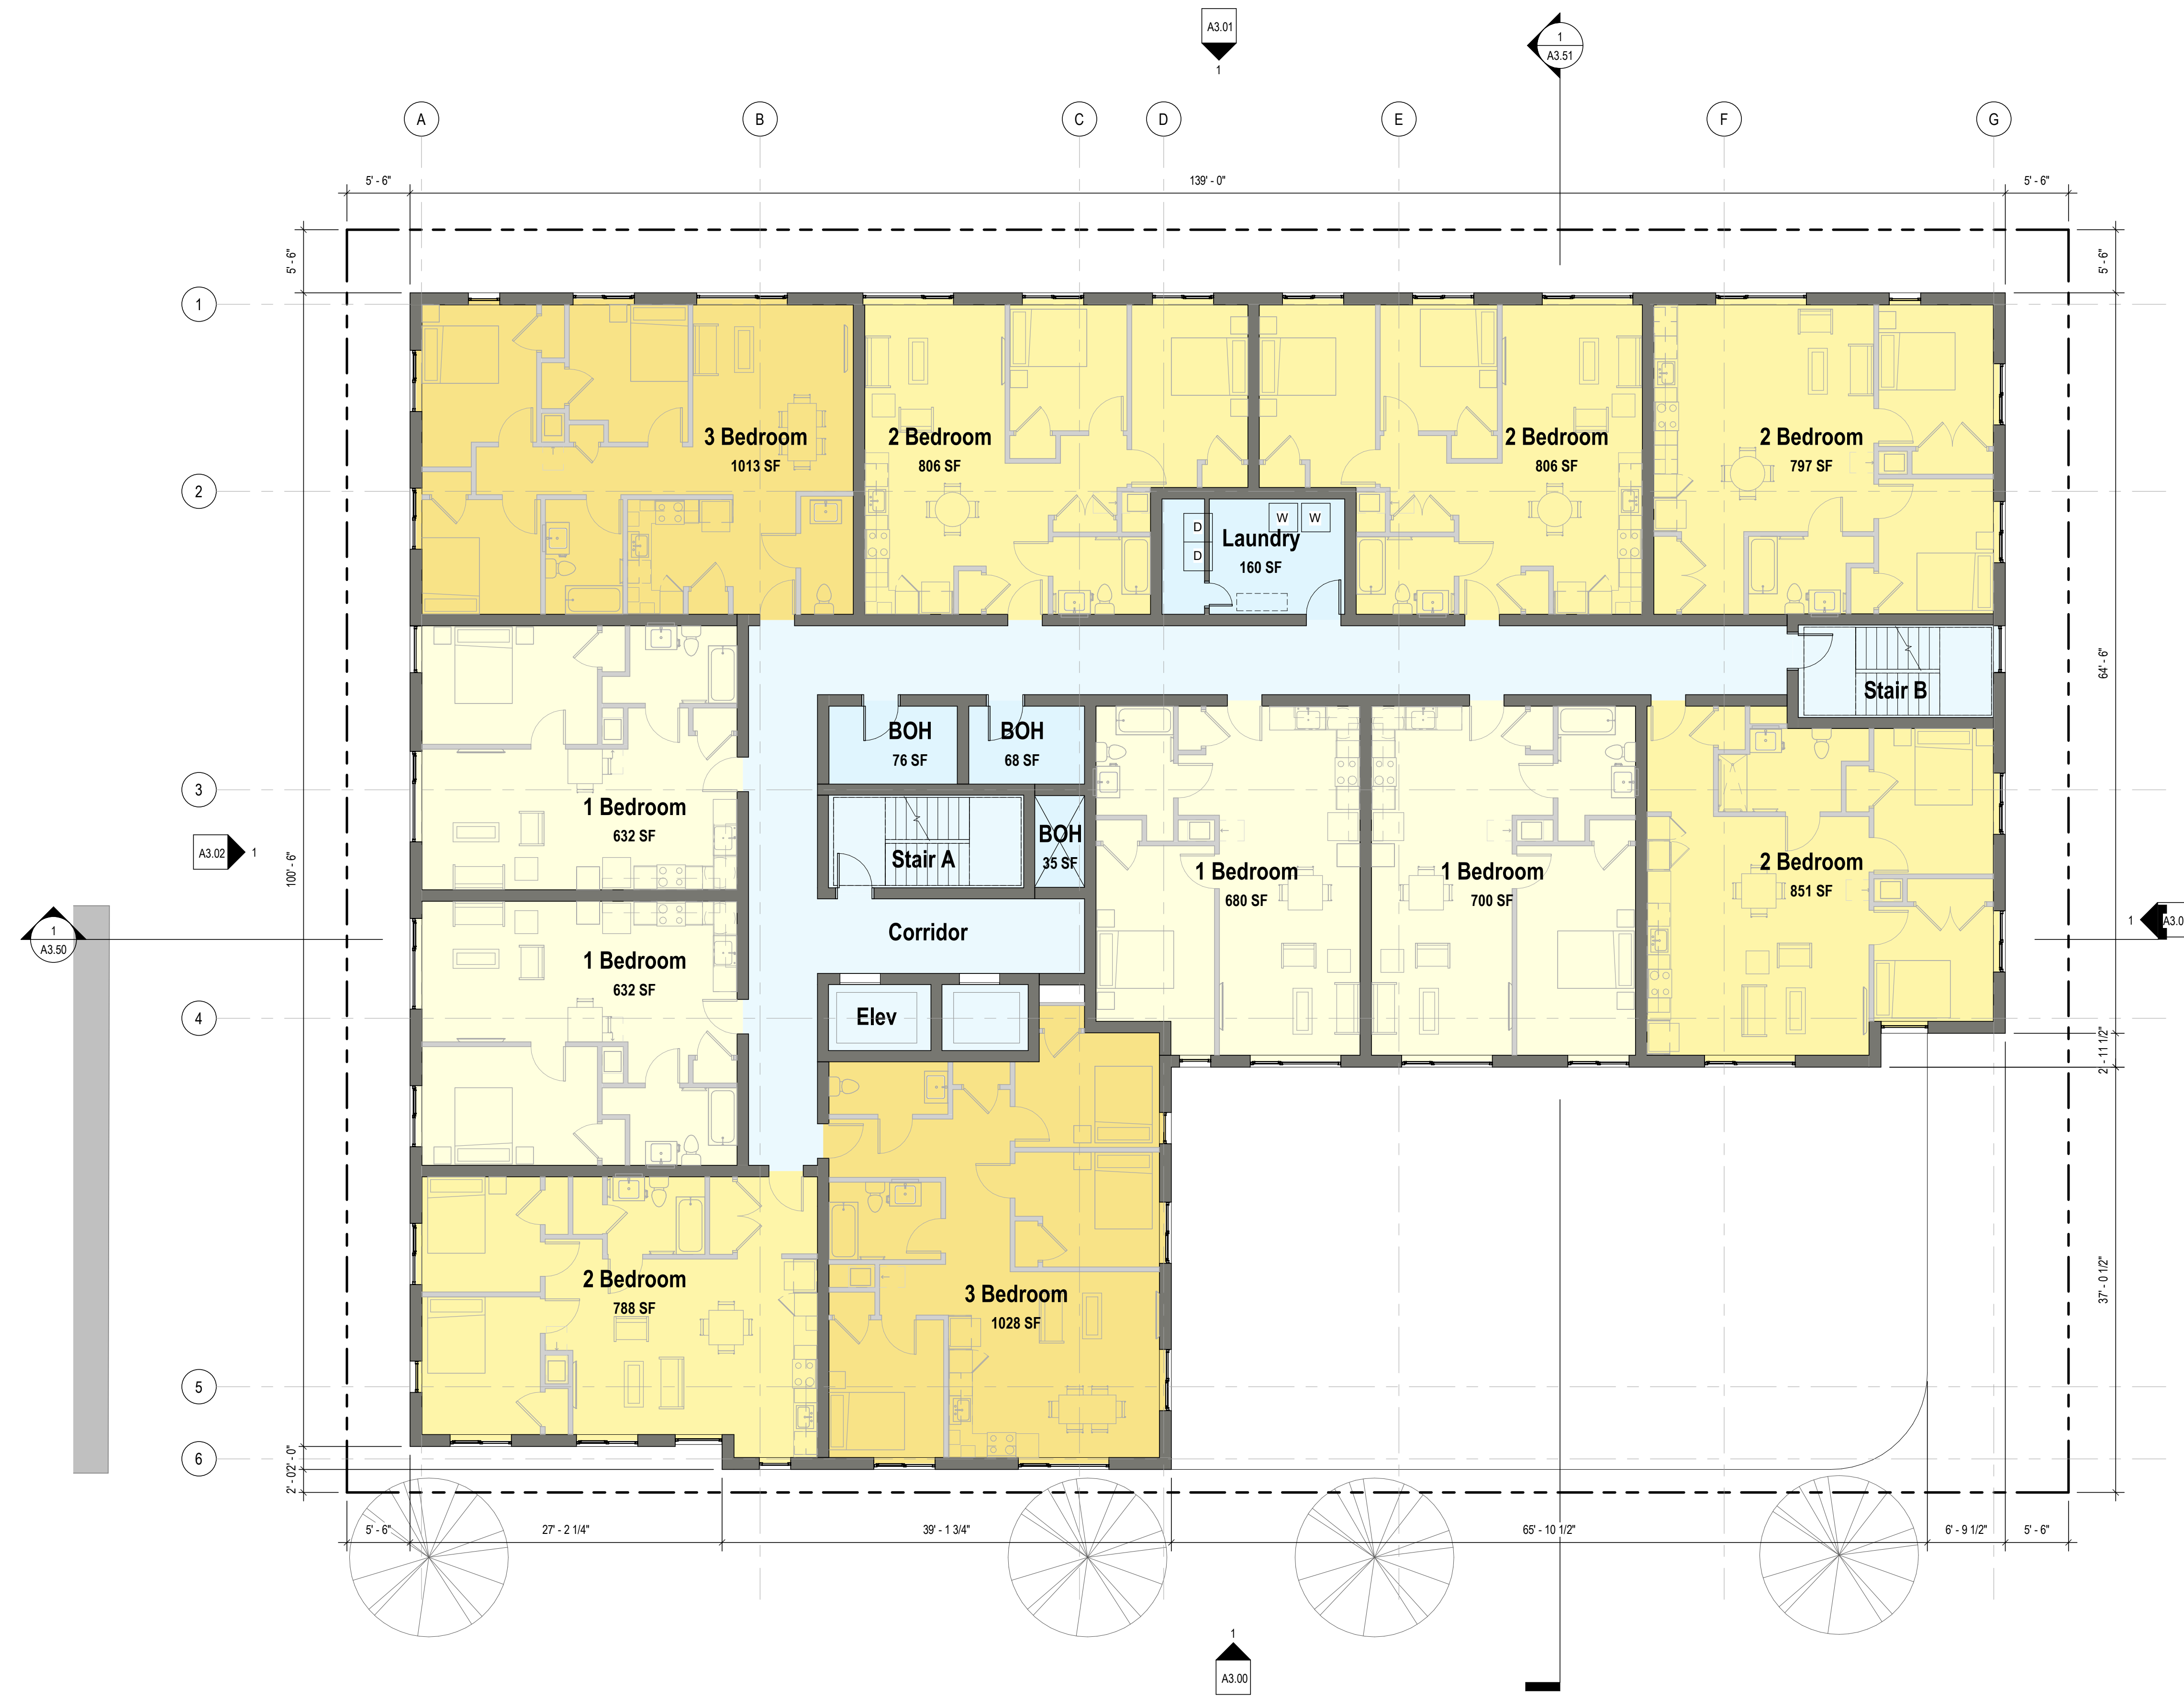 A3.01
1
1
A3.51
A
B
C
D
E
F
G
5' - 6"
139' - 0"
5' - 6"
5' - 6"
5' - 6"
1
3 Bedroom
1013 SF
2 Bedroom
806 SF
2 Bedroom
806 SF
2 Bedroom
797 SF
2
D
D
W
W
Laundry
160 SF
64' - 6"
Stair B
BOH
76 SF
BOH
68 SF
3
1 Bedroom
632 SF
A3.02
1
100' - 6"
Stair A
BOH
35 SF
1 Bedroom
680 SF
1 Bedroom
700 SF
2 Bedroom
851 SF
1
A3.50
Corridor
1
A3.0
1 Bedroom
632 SF
4
Elev
2' - 11 1/2"
2 Bedroom
788 SF
3 Bedroom
1028 SF
37' - 0 1/2"
5
6
2' - 0"
2' - 0"
5' - 6"
27' - 2 1/4"
39' - 1 3/4"
65' - 10 1/2"
6' - 9 1/2"
5' - 6"
1
A3.00